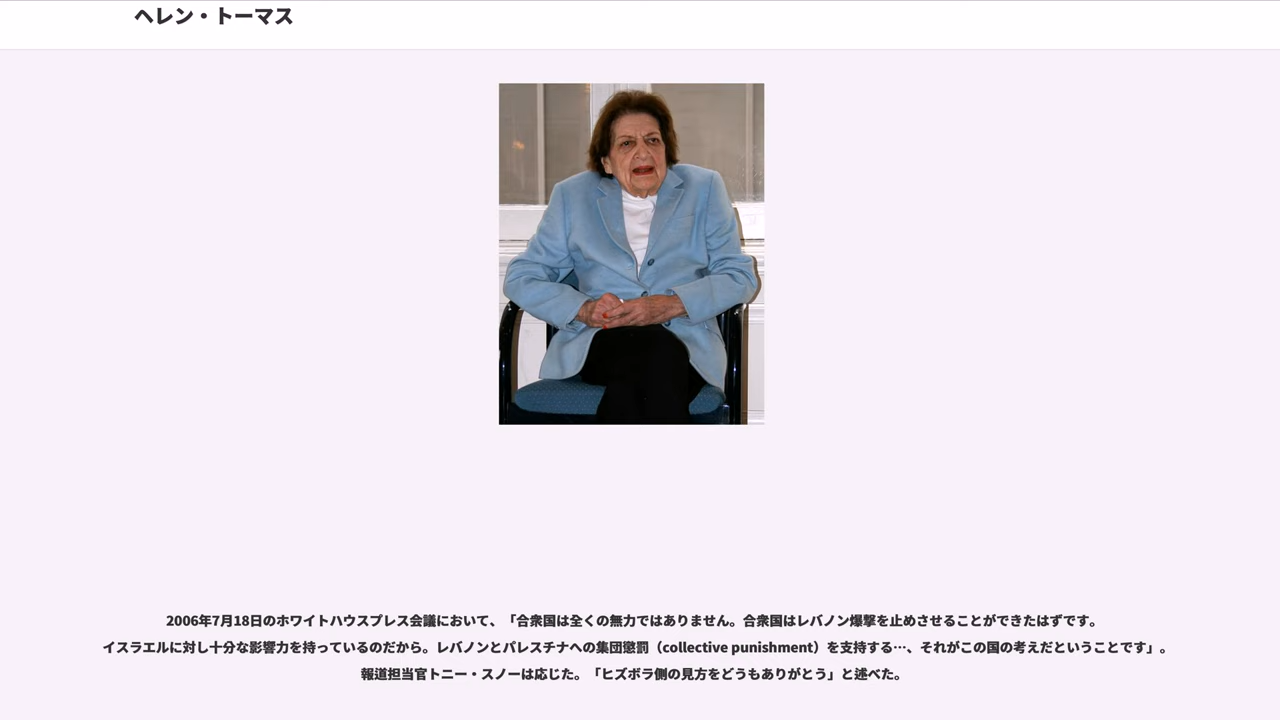 ヘレン・トーマス
2006年7月18日のホワイトハウスプレス会議において、「合衆国は全くの無力ではありません。合衆国はレバノン爆撃を止めさせることができたはずです。
イスラエルに対し十分な影響力を持っているのだから。レバノンとパレスチナへの集団懲罰（collective punishment）を支持する…、それがこの国の考えだということです」。
報道担当官トニー・スノーは応じた。「ヒズボラ側の見方をどうもありがとう」と述べた。